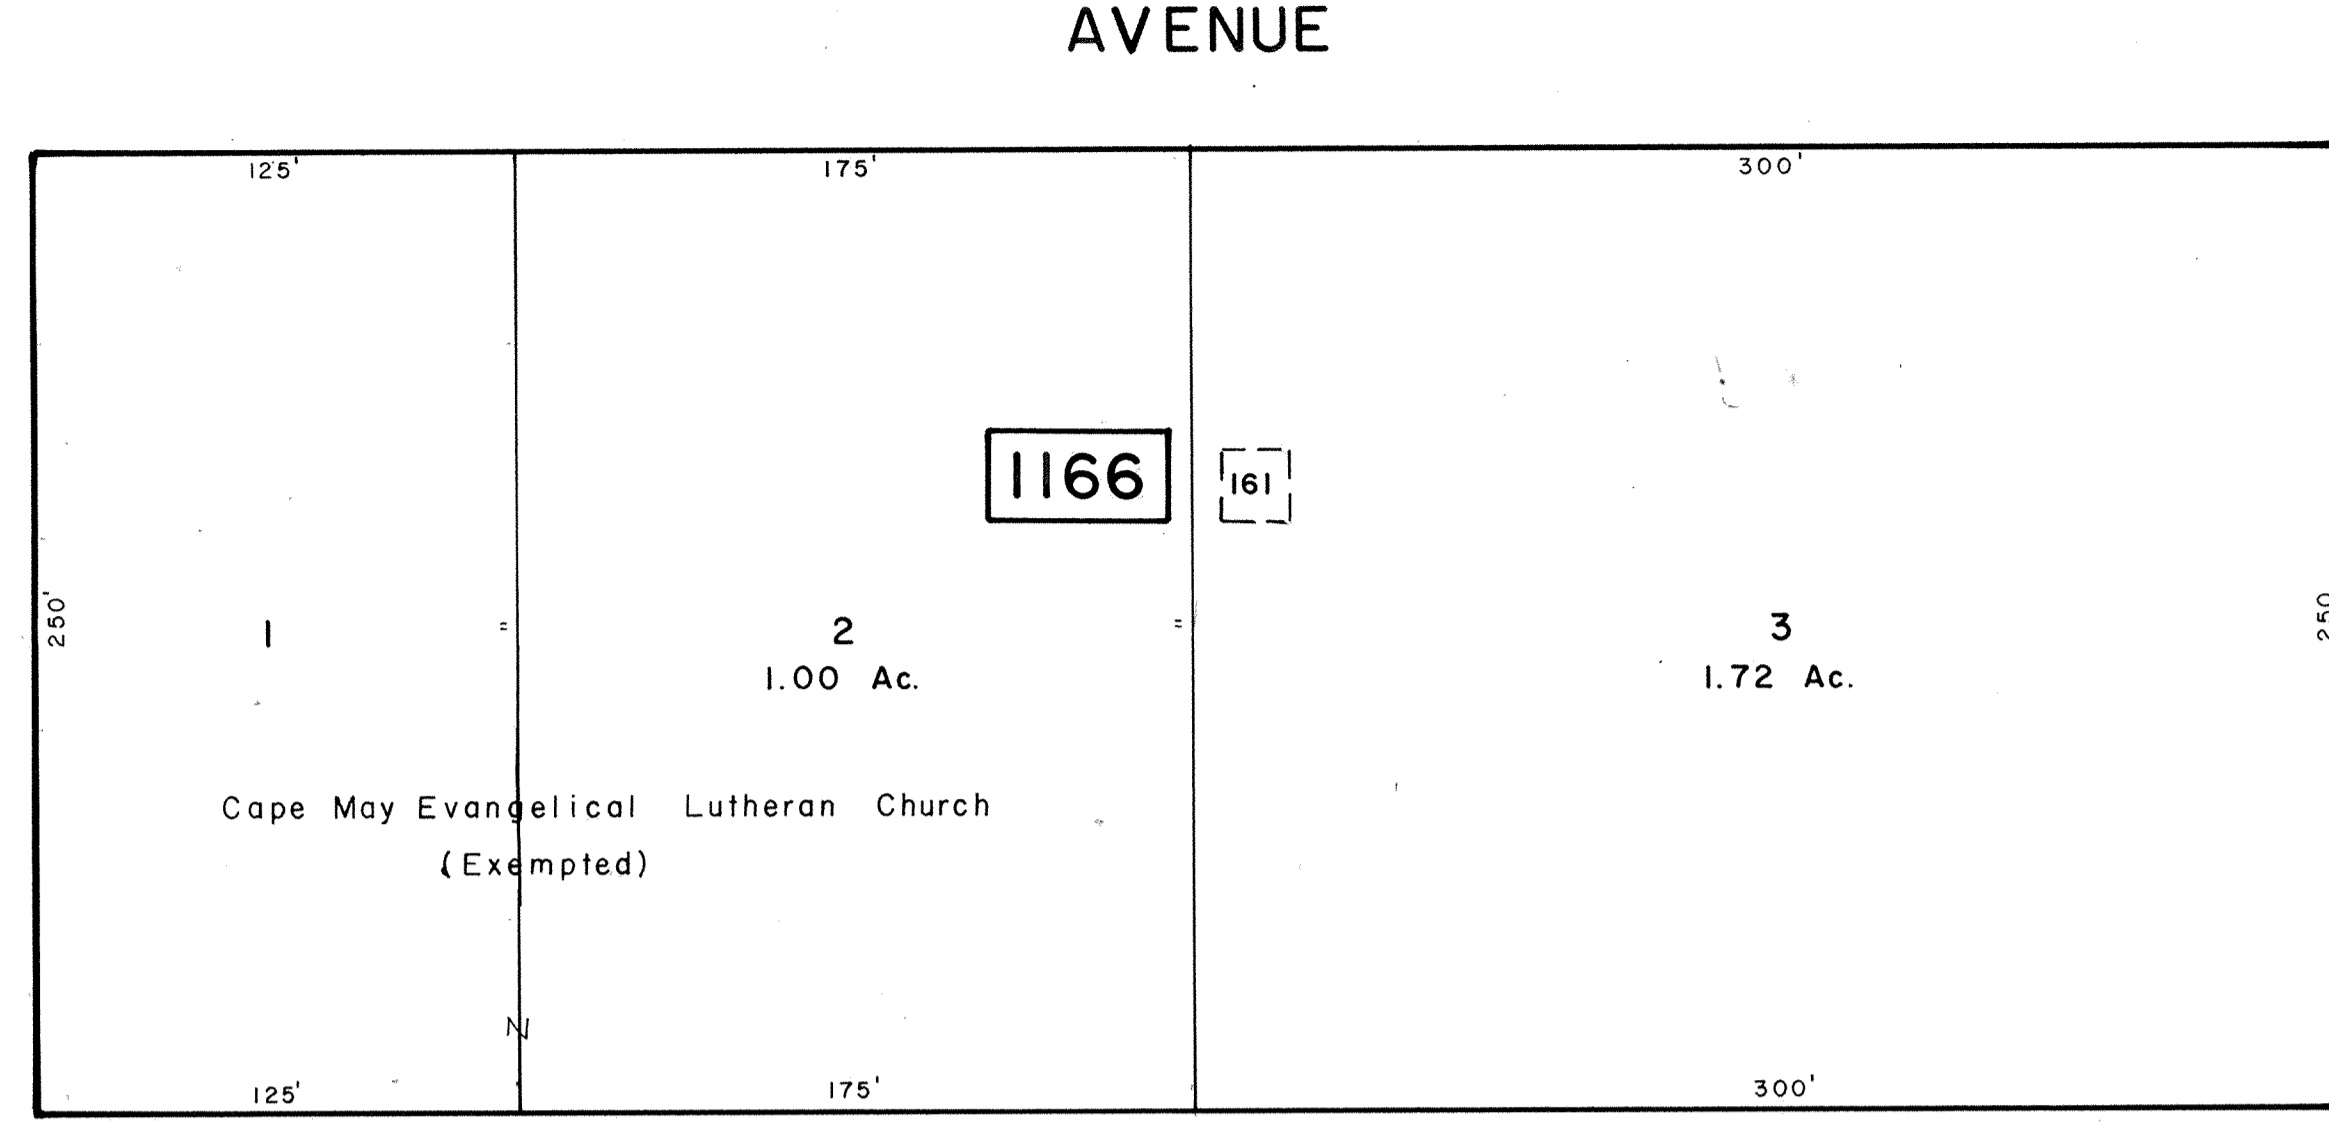 AVENUE
125' 175' 300'
1166 161
250' 1 = 2 = 3 250
1.00 Ac. 1.72 Ac.
Cape May Evangelical Lutheran Church
(Exempted)
N
125' 175' 300'